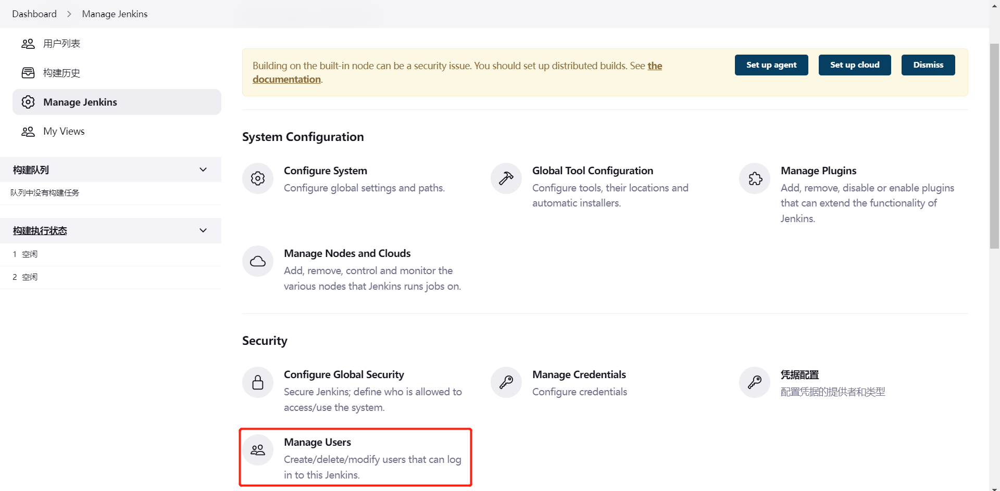 Dashboard
Manage Jenkins
用户列表
构建历史
Manage Jenkins
My Views
构建队列
队列中没有构建任务
构建执行状态
1 空闲
2 空闲
Building on the built-in node can be a security issue. You should set up distributed builds. See the
documentation.
Set up agent
Set up cloud
Dismiss
System Configuration
Configure System
Configure global settings and paths.
Global Tool Configuration
Configure tools, their locations and
automatic installers.
Manage Plugins
Add, remove, disable or enable plugins
that can extend the functionality of
Jenkins.
Manage Nodes and Clouds
Add, remove, control and monitor the
various nodes that Jenkins runs jobs on.
Security
Configure Global Security
Secure Jenkins; define who is allowed to
access/use the system.
Manage Credentials
Configure credentials
凭据配置
配置凭据的提供者和类型
Manage Users
Create/delete/modify users that can log
in to this Jenkins.